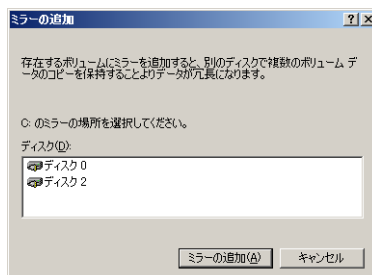 ミラーの追加
存在するボリュームにミラーを追加すると、別のディスクで複数のボリューム デ
ータのコピーを保持することよりデータが冗長になります。
C: のミラーの場所を選択してください。
ディスク(D):
ディスク 0
ディスク 2
ミラーの追加(A)
キャンセル